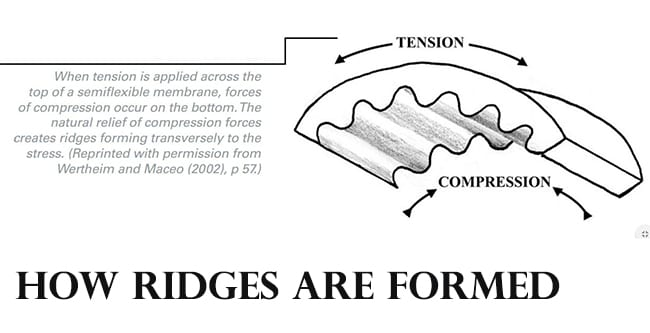 TENSION
When tension is applied across the
top of a semiflexible membrane, forces
of compression occur on the bottom. The
natural relief of compression forces
creates ridges forming transversely to the
stress. (Reprinted with permission from
Wertheim and Maceo (2002), p 57.)
COMPRESSION
HOW RIDGES ARE FORMED